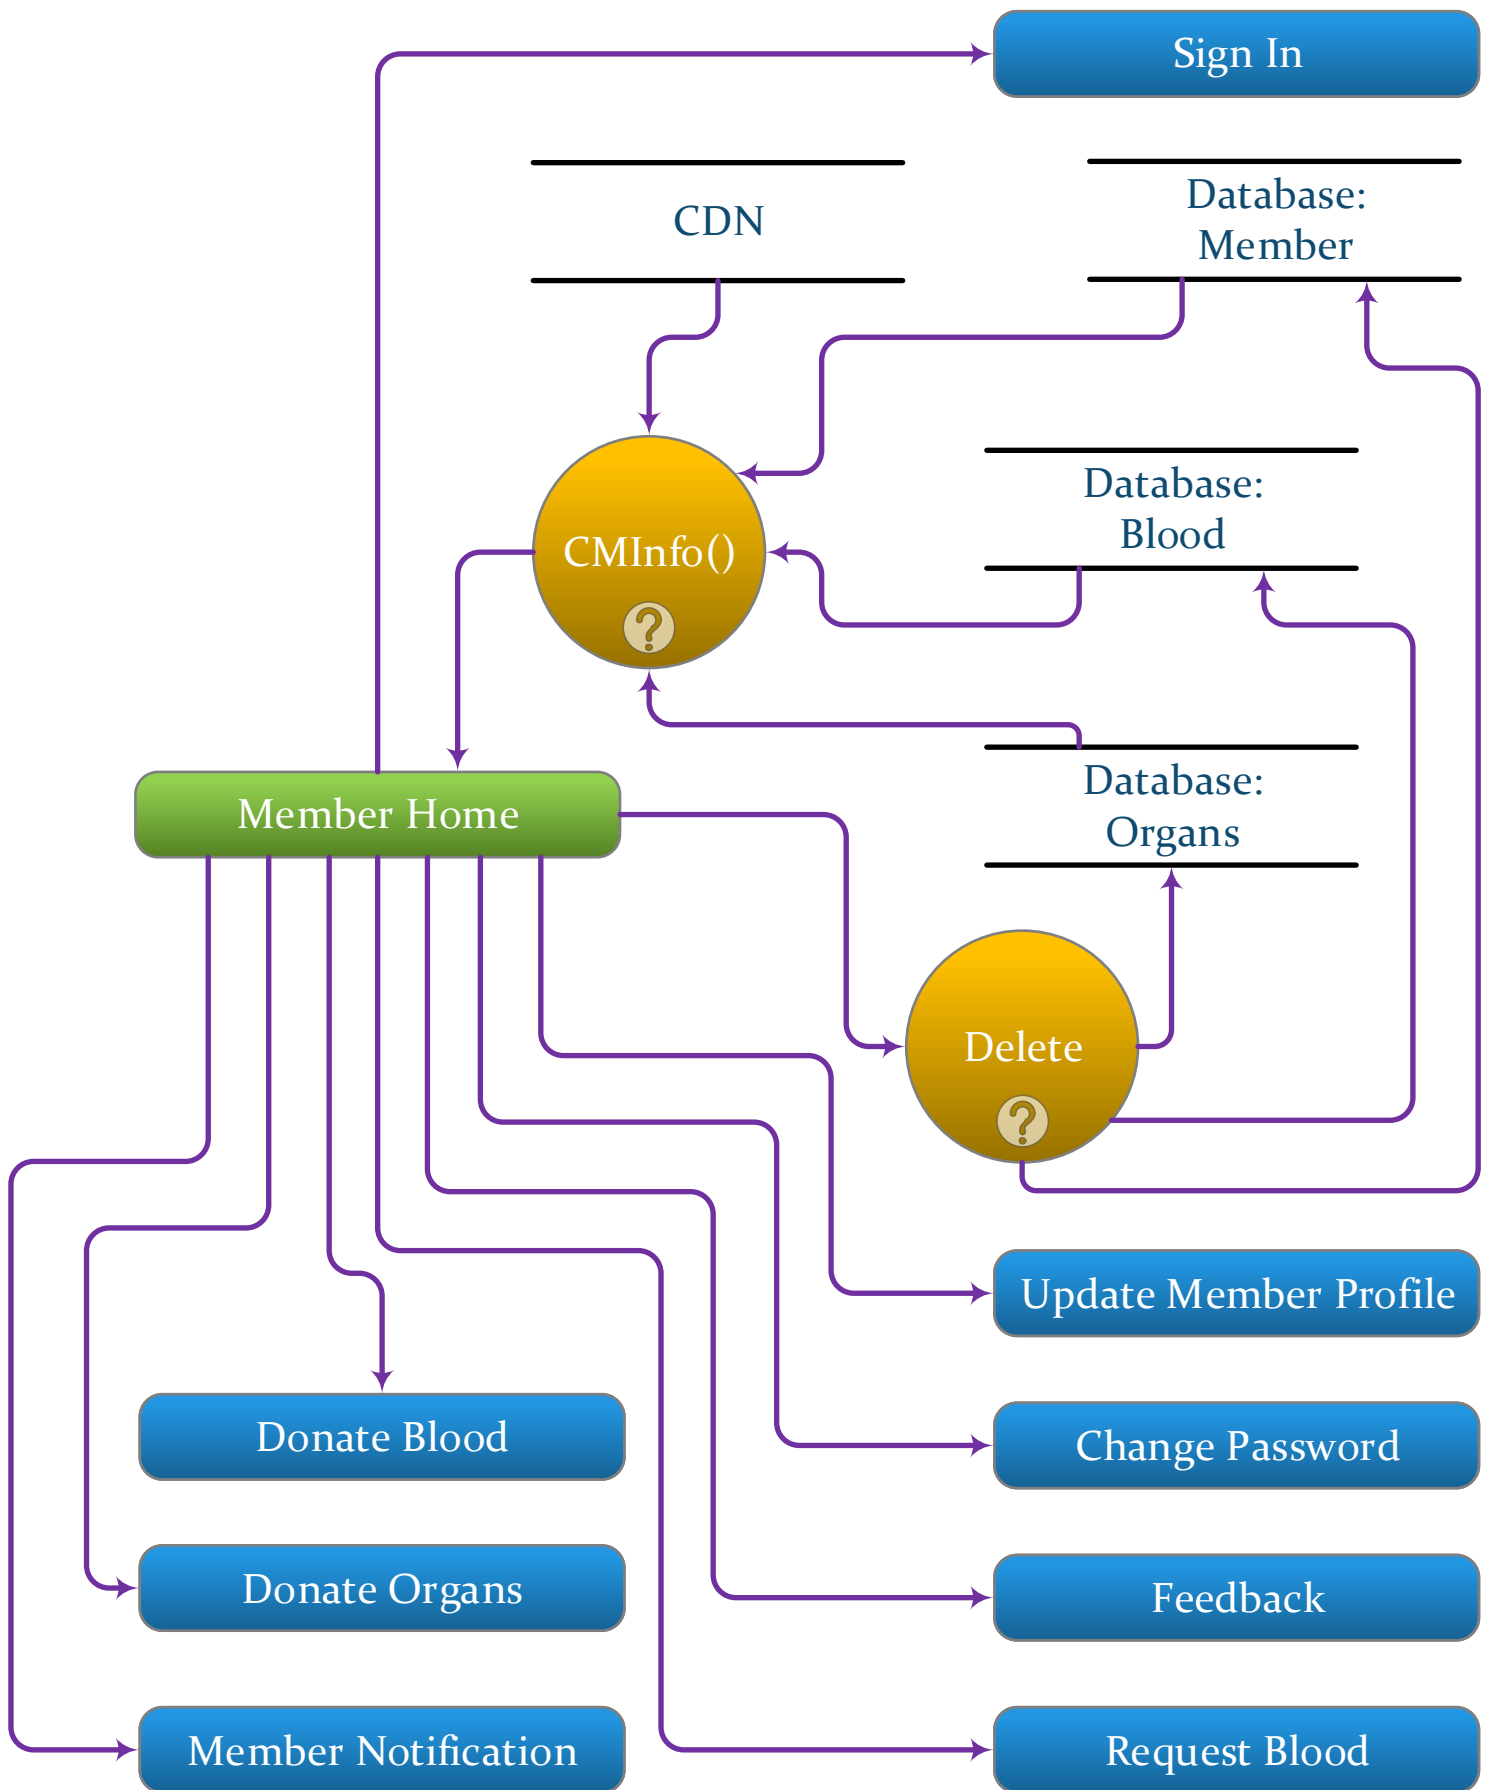 Sign In
CDN
Database:
Member
Database:
Blood
CMInfo()
?
Database:
Organs
Member Home
Delete
?
Update Member Profile
Donate Blood
Change Password
Donate Organs
Feedback
Member Notification
Request Blood